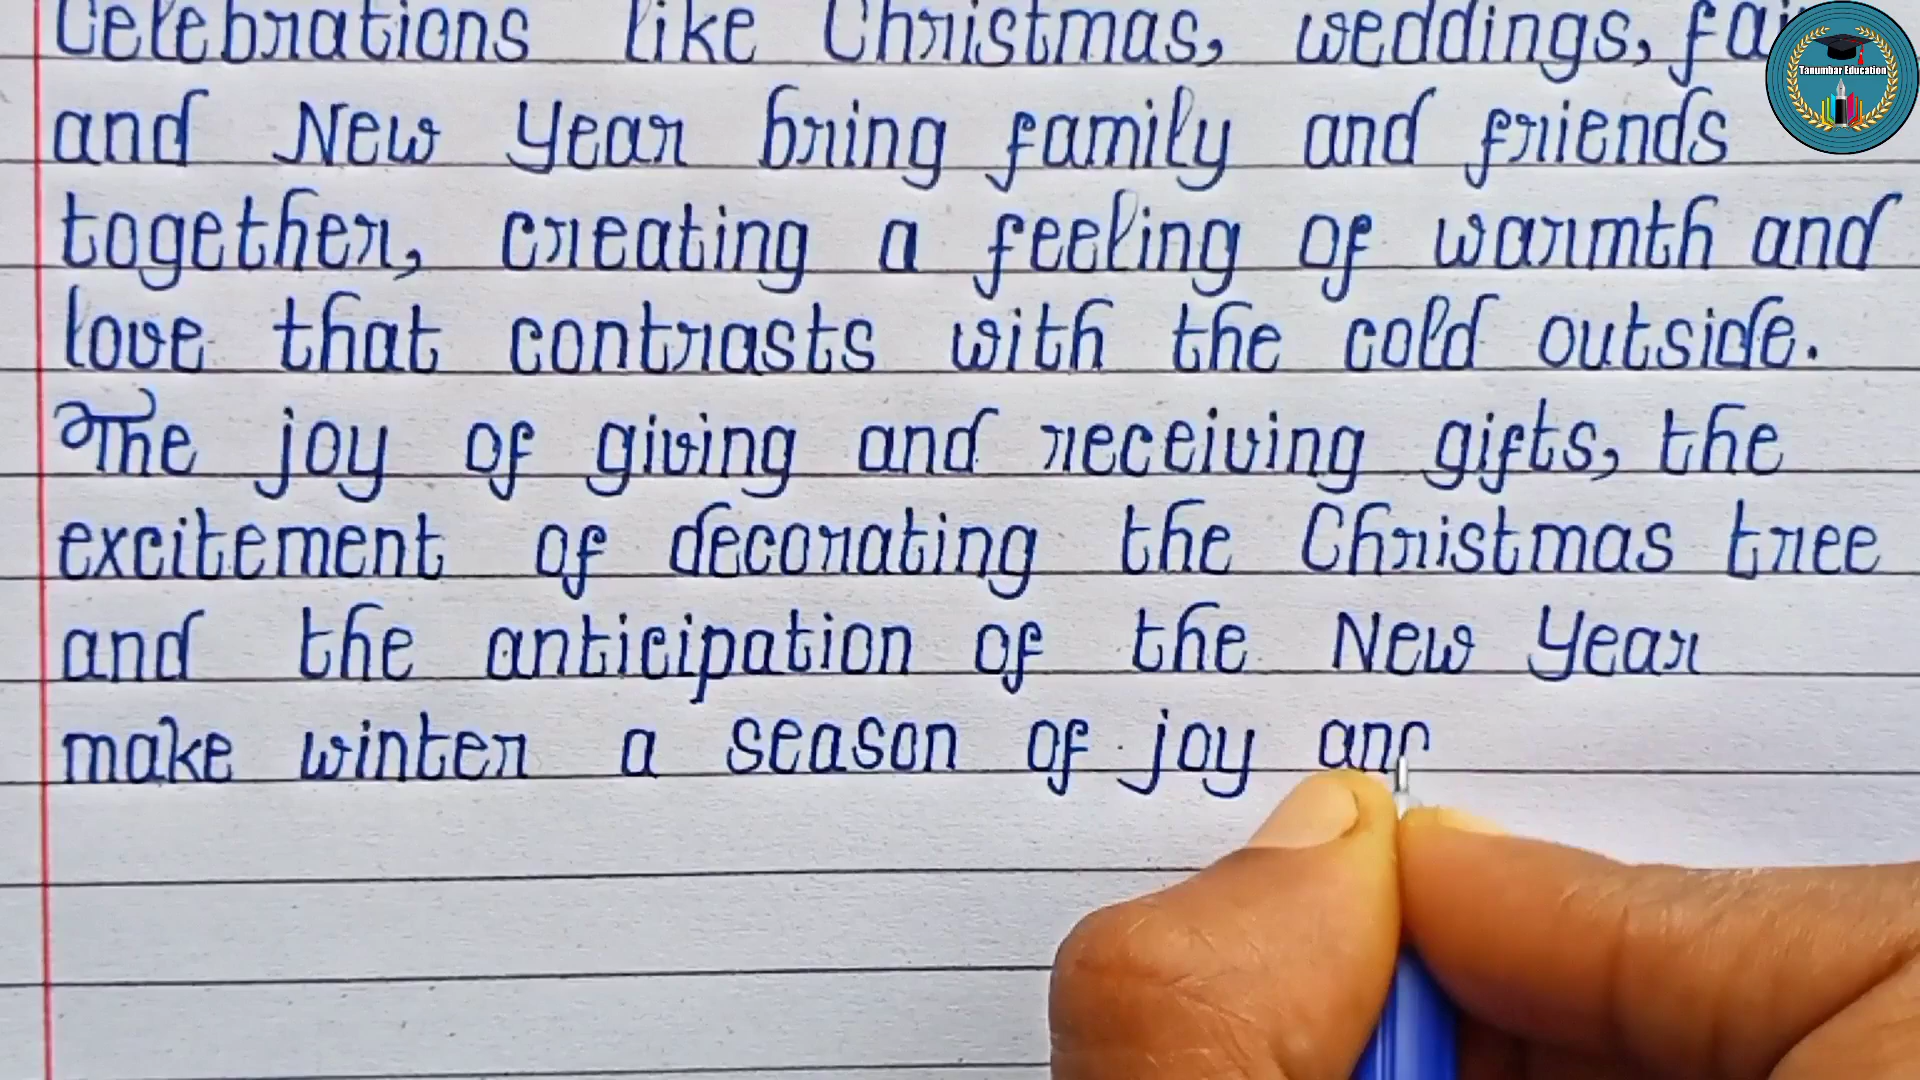 Celebrations like Christmas, weddings,
and New Year bring family and friends
together, creating a feeling of warmth and
love that contrasts with the cold outside.
The joy of giving and receiving gifts, the
excitement of decorating the Christmas tree
and the anticipation of the New Year
make winter a season of joy
Tanumbar Education